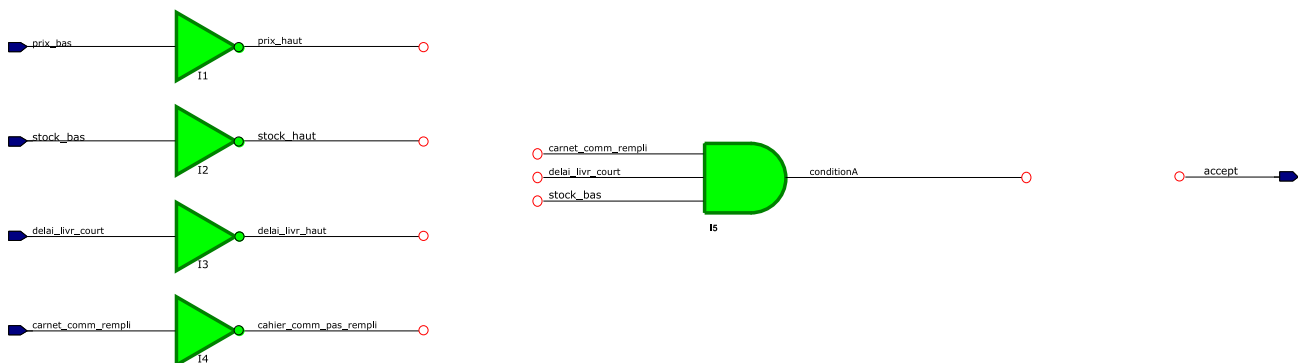 prix_bas
prix_haut
I1
stock_bas
stock_haut
I2
delai_livr_court
delai_livr_haut
I3
carnet_comm_rempli
cahier_comm_pas_rempli
I4
carnet_comm_rempli
delai_livr_court
stock_bas
conditionA
I5
accept